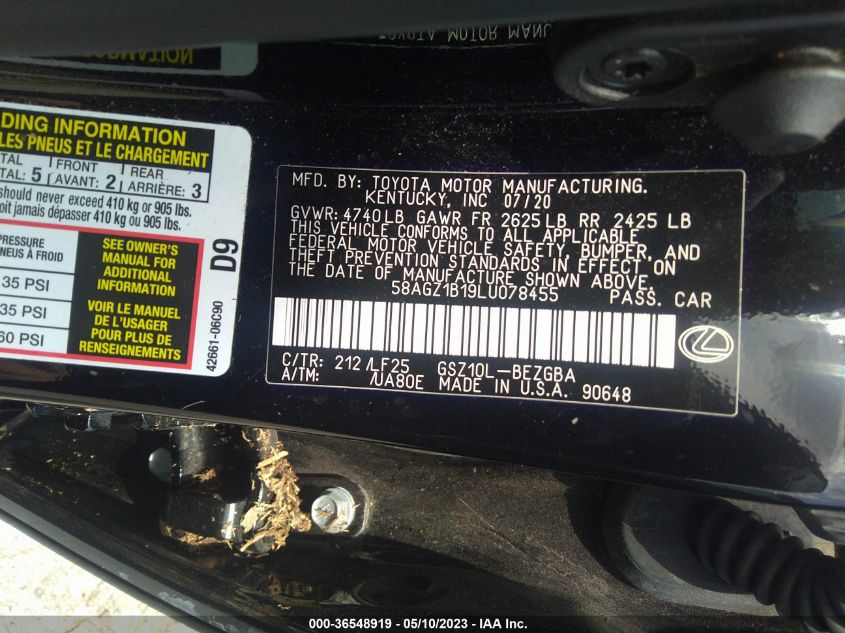 TOYOTA MOTOR MANU
DING INFORMATION
LES PNEUS ET LE CHARGEMENT
TAL FRONT REAR
TAL: 5 AVANT: 2 ARRIÈRE: 3
should never exceed 410 kg or 905 lbs.
oit jamais dépasser 410 kg ou 905 lbs.
PRESSURE
NEUS À FROID
35 PSI
35 PSI
60 PSI
SEE OWNER'S
MANUAL FOR
ADDITIONAL
INFORMATION
VOIR LE MANUEL
DE L'USAGER
POUR PLUS DE
RENSEIGNEMENTS
D9
42661-06C90
MFD. BY: TOYOTA MOTOR MANUFACTURING.
KENTUCKY, INC 07/20
GVWR: 4740LB GAWR FR 2625LB RR 2425 LB
THIS VEHICLE CONFORMS TO ALL APPLICABLE
FEDERAL MOTOR VEHICLE SAFETY, BUMPER, AND
THEFT PREVENTION STANDARDS IN EFFECT ON
THE DATE OF MANUFACTURE SHOWN ABOVE.
58AGZ1B19LU078455 PASS. CAR
C/TR: 212 /LF25 GSZ10L-BEZGBA
A/TM: /UA80E MADE IN U.S.A. 90648
000-36548919 - 05/10/2023 - IAA Inc.